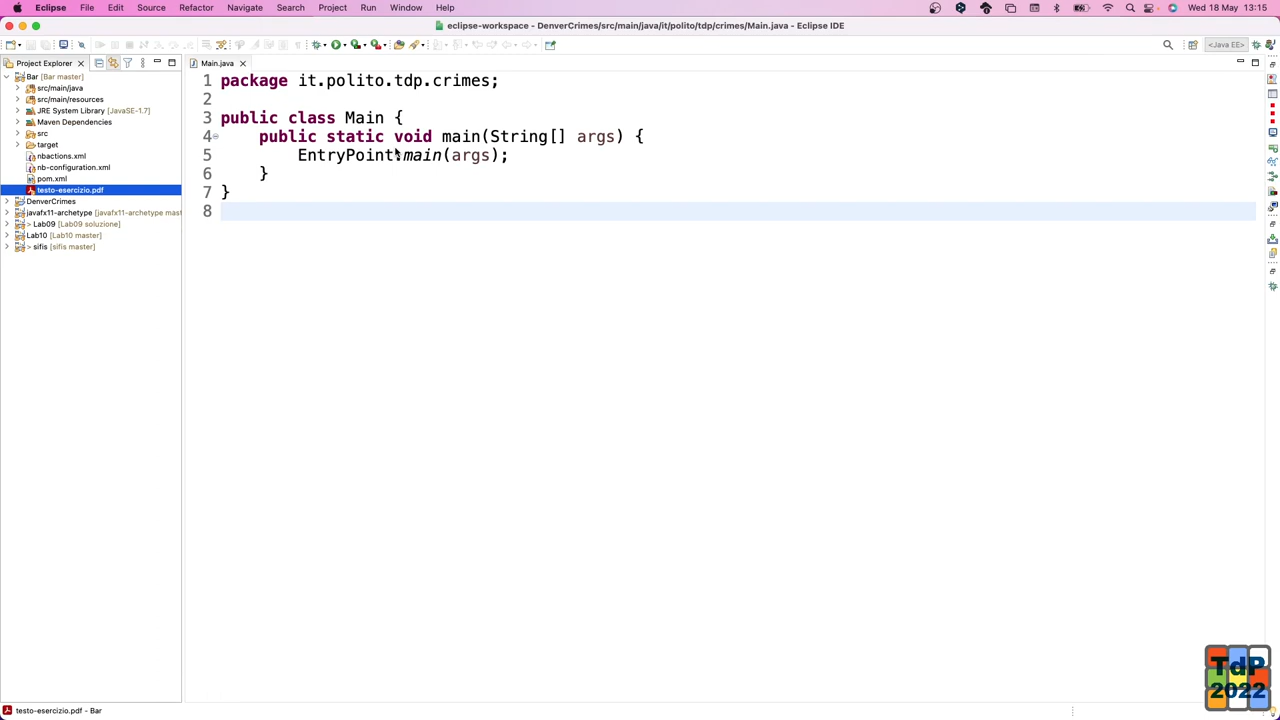 Eclipse File Edit Source Refactor Navigate Search Project Run Window Help Wed 18 May 13:15
eclipse-workspace - DenverCrimes/src/main/java/it/polito/tdp/crimes/Main.java - Eclipse IDE
<Java EE>
Project Explorer
Main.java
Bar [Bar master]
src/main/java
src/main/resources
JRE System Library [JavaSE-1.7]
Maven Dependencies
src
target
nbactions.xml
nb-configuration.xml
pom.xml
testo-esercizio.pdf
DenverCrimes
javafx11-archetype [javafx11-archetype mast
> Lab09 [Lab09 soluzione]
Lab10 [Lab10 master]
> sifis [sifis master]
1 package it.polito.tdp.crimes;
2
3 public class Main {
4 public static void main(String[] args) {
5 EntryPoint.main(args);
6 }
7 }
8
TdP
2022
testo-esercizio.pdf - Bar